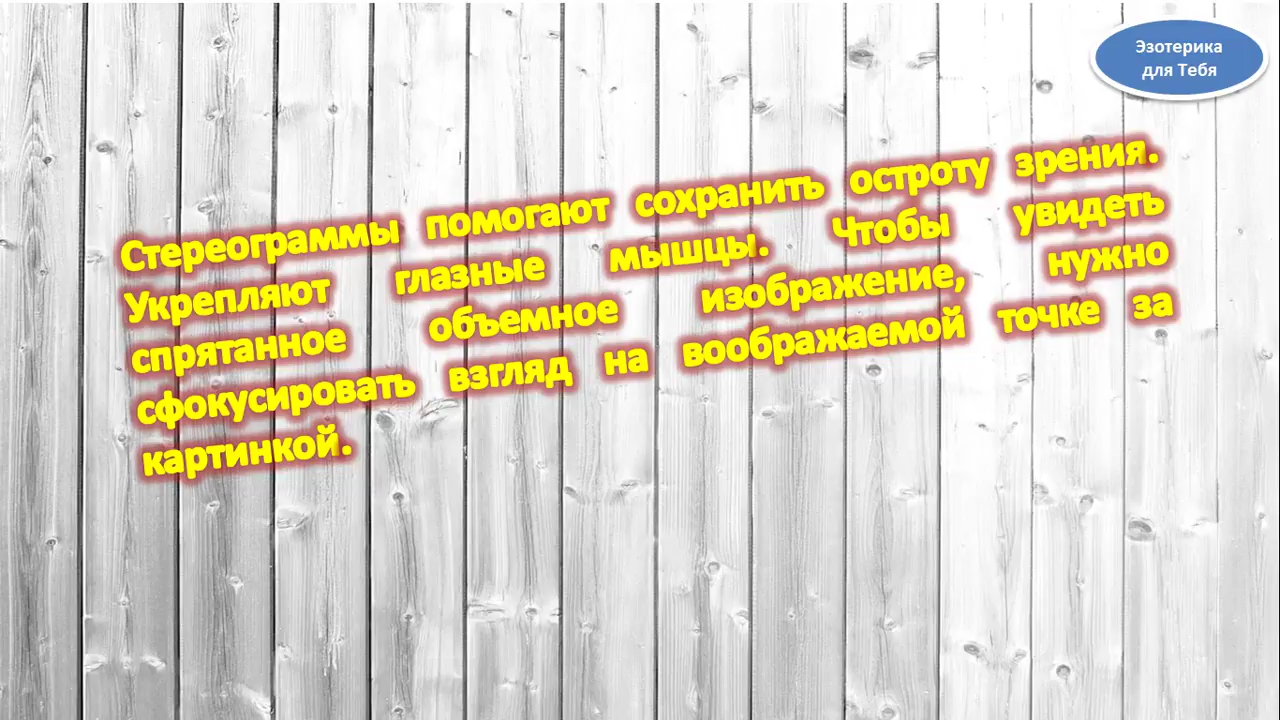 Эзотерика
для Тебя
Стереограммы помогают сохранить остроту зрения.
Укрепляют глазные мышцы. Чтобы увидеть
спрятанное объемное изображение, нужно
сфокусировать взгляд на воображаемой точке за
картинкой.